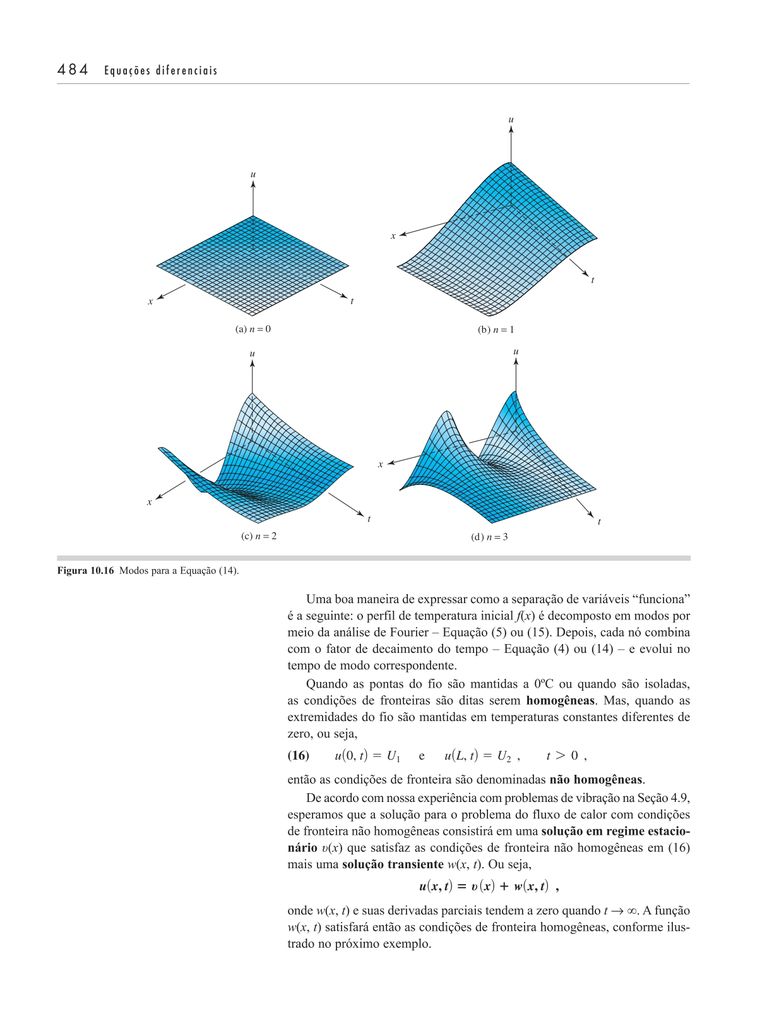 484 Equações diferenciais
u
u
x
t
x
t
(a) n = 0
(b) n = 1
u
u
x
x
t
t
(c) n = 2
(d) n = 3
Figura 10.16 Modos para a Equação (14).
Uma boa maneira de expressar como a separação de variáveis “funciona”
é a seguinte: o perfil de temperatura inicial f(x) é decomposto em modos por
meio da análise de Fourier – Equação (5) ou (15). Depois, cada nó combina
com o fator de decaimento do tempo – Equação (4) ou (14) – e evolui no
tempo de modo correspondente.
Quando as pontas do fio são mantidas a 0ºC ou quando são isoladas,
as condições de fronteiras são ditas serem homogêneas. Mas, quando as
extremidades do fio são mantidas em temperaturas constantes diferentes de
zero, ou seja,
(16) u(0, t) = U₁ e u(L, t) = U₂ , t > 0 ,
então as condições de fronteira são denominadas não homogêneas.
De acordo com nossa experiência com problemas de vibração na Seção 4.9,
esperamos que a solução para o problema do fluxo de calor com condições
de fronteira não homogêneas consistirá em uma solução em regime estacio-
nário υ(x) que satisfaz as condições de fronteira não homogêneas em (16)
mais uma solução transiente w(x, t). Ou seja,
u(x, t) = υ(x) + w(x, t) ,
onde w(x, t) e suas derivadas parciais tendem a zero quando t → ∞. A função
w(x, t) satisfará então as condições de fronteira homogêneas, conforme ilus-
trado no próximo exemplo.